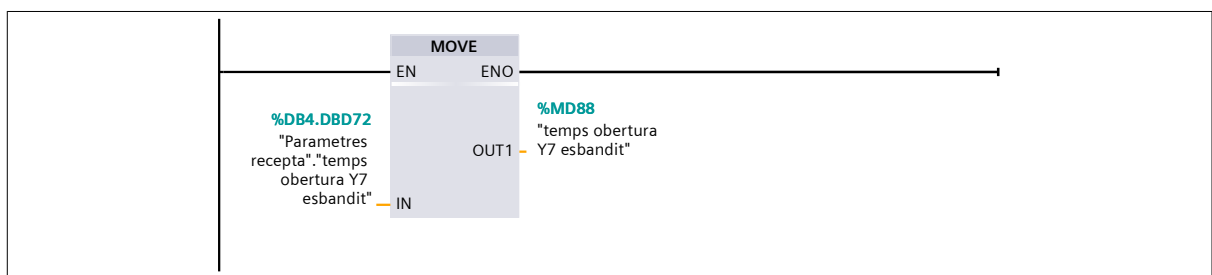 MOVE
EN ENO
%DB4.DBD72
"Parametres
recepta"."temps
obertura Y7
esbandit"
IN
%MD88
"temps obertura
OUT1 Y7 esbandit"